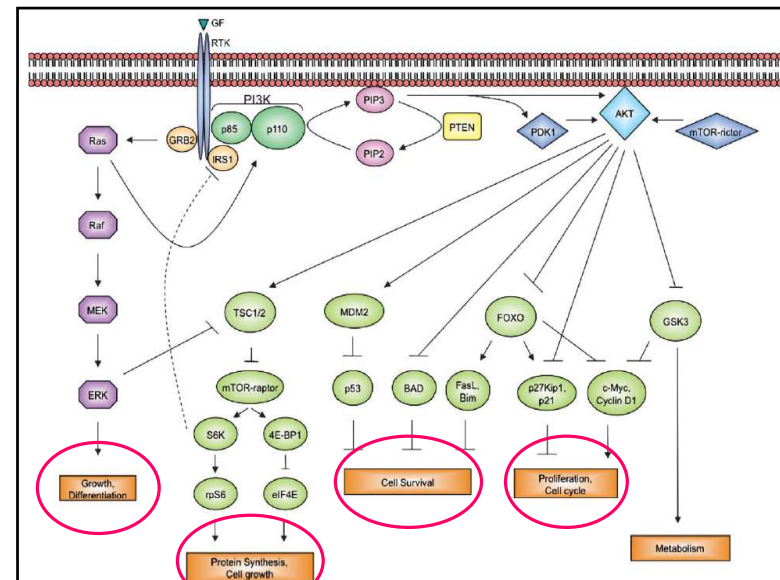 GF
RTK
PI3K
p85
p110
PIP3
AKT
PTEN
PDK1
mTOR-rictor
Ras
GRB2
IRS1
PIP2
Raf
MEK
TSC1/2
MDM2
FOXO
GSK3
ERK
mTOR-raptor
p53
BAD
FasL,
Bim
p27Kip1,
p21
c-Myc,
Cyclin D1
S6K
4E-BP1
Growth,
Differentiation
rpS6
eIF4E
Cell Survival
Proliferation,
Cell cycle
Protein Synthesis,
Cell growth
Metabolism